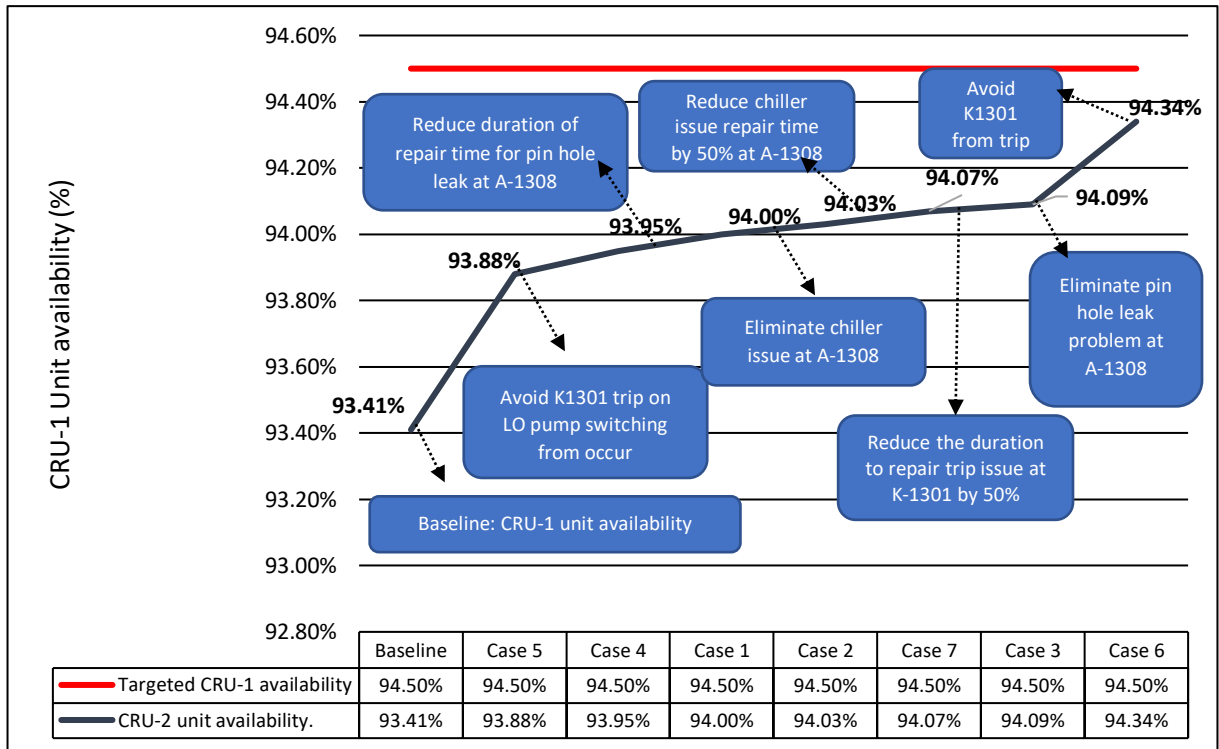 CRU-1 Unit availability (%)
94.60%
94.40%
94.20%
94.00%
93.80%
93.60%
93.40%
93.20%
93.00%
92.80%
Reduce duration of
repair time for pin hole
leak at A-1308
Reduce chiller
issue repair time
by 50% at A-1308
Avoid
K1301
from trip
94.34%
94.07%
94.09%
94.03%
94.00%
93.95%
93.88%
93.41%
Eliminate chiller
issue at A-1308
Eliminate pin
hole leak
problem at
A-1308
Avoid K1301 trip on
LO pump switching
from occur
Reduce the duration
to repair trip issue at
K-1301 by 50%
Baseline: CRU-1 unit availability
Baseline Case 5 Case 4 Case 1 Case 2 Case 7 Case 3 Case 6
Targeted CRU-1 availability 94.50% 94.50% 94.50% 94.50% 94.50% 94.50% 94.50% 94.50%
CRU-2 unit availability. 93.41% 93.88% 93.95% 94.00% 94.03% 94.07% 94.09% 94.34%